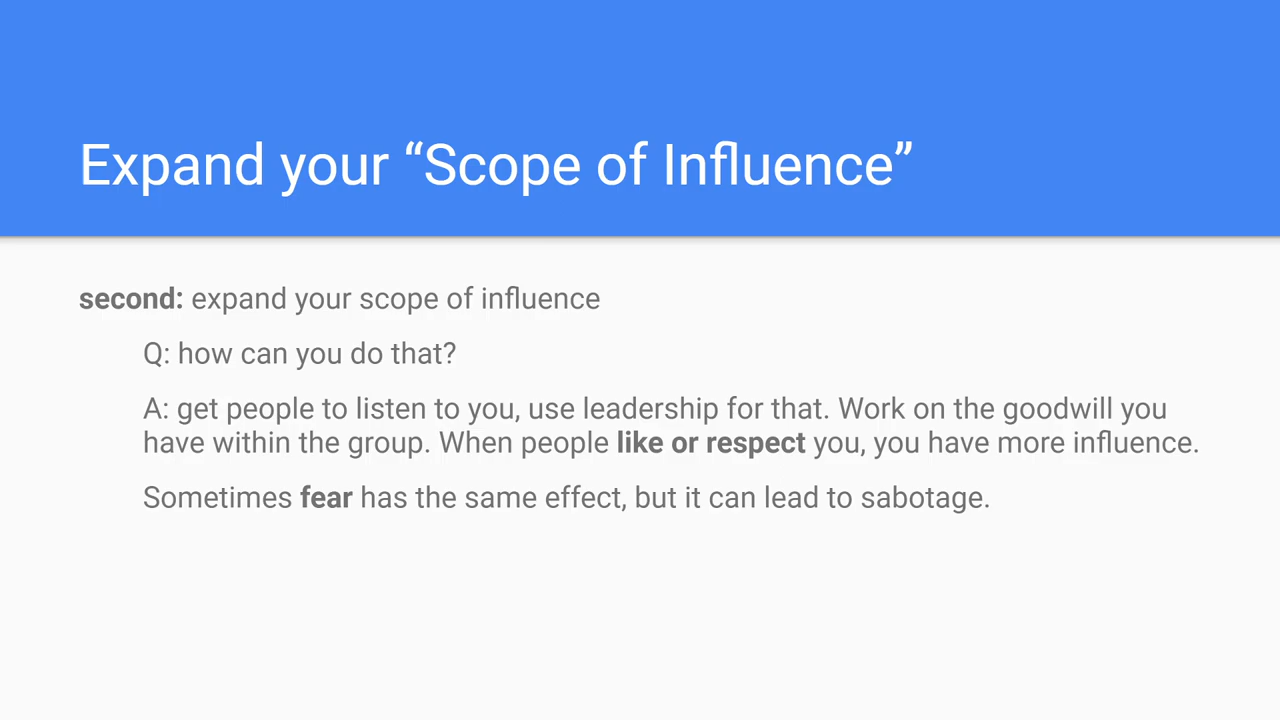 Expand your “Scope of Influence”
second: expand your scope of influence
Q: how can you do that?
A: get people to listen to you, use leadership for that. Work on the goodwill you
have within the group. When people like or respect you, you have more influence.
Sometimes fear has the same effect, but it can lead to sabotage.